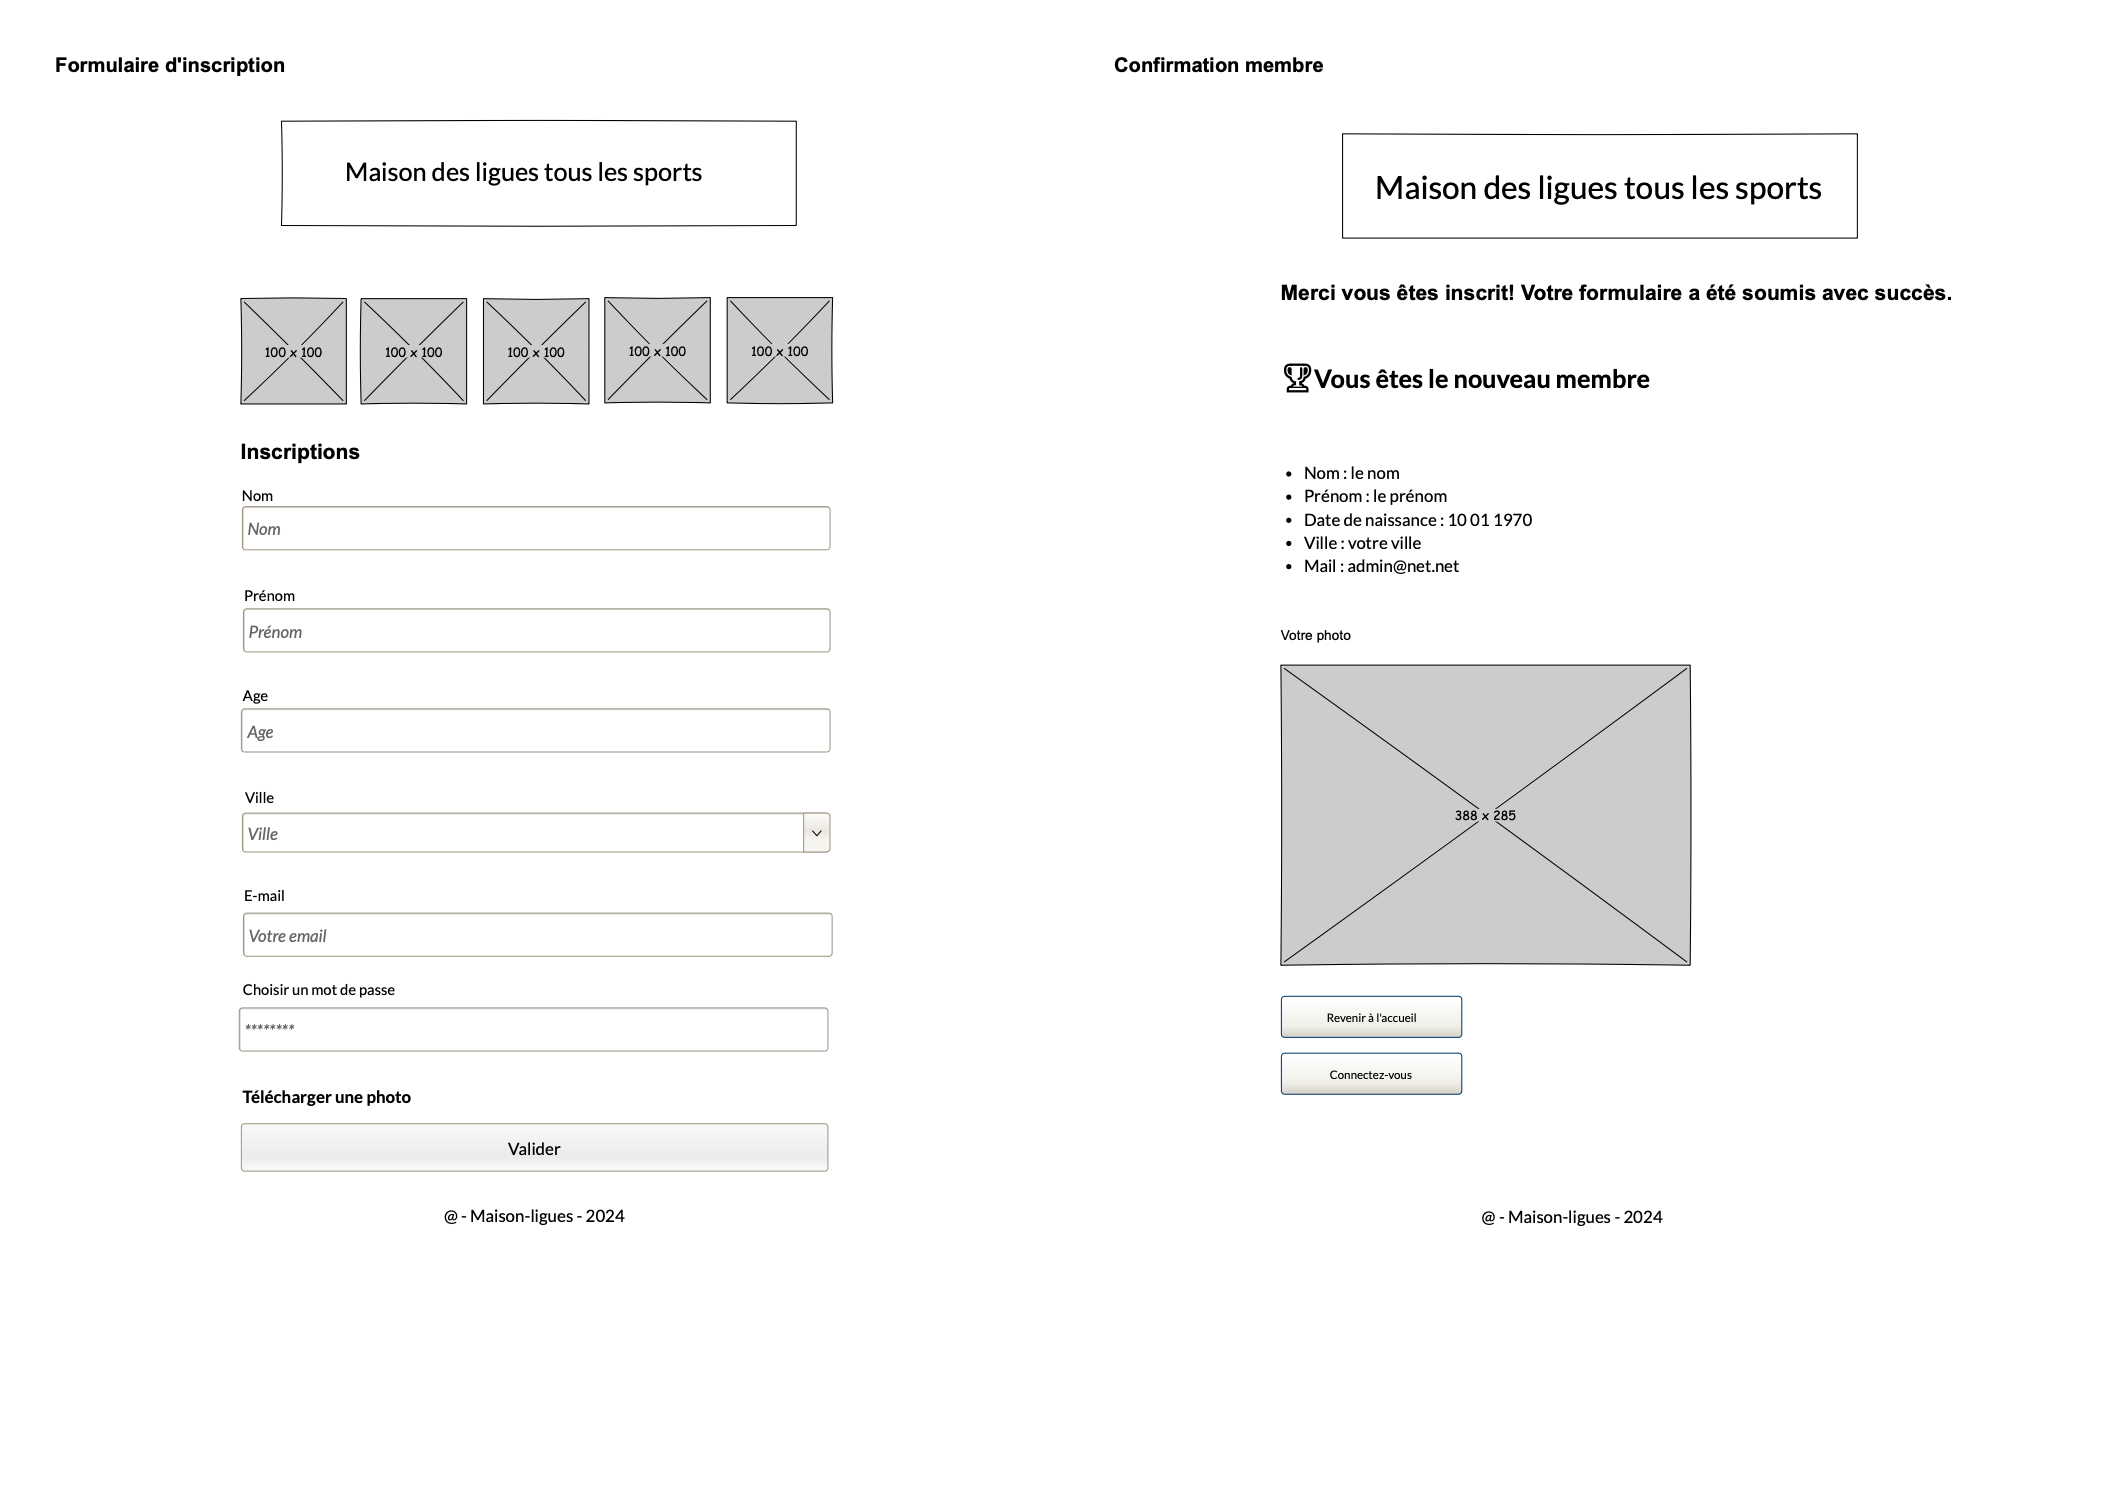 Formulaire d'inscription
Maison des ligues tous les sports
100 x 100
100 x 100
100 x 100
100 x 100
100 x 100
Inscriptions
Nom
Nom
Prénom
Prénom
Age
Age
Ville
Ville
E-mail
Votre email
Choisir un mot de passe
********
Télécharger une photo
Valider
@ - Maison-ligues - 2024
Confirmation membre
Maison des ligues tous les sports
Merci vous êtes inscrit! Votre formulaire a été soumis avec succès.
Vous êtes le nouveau membre
• Nom : le nom
• Prénom : le prénom
• Date de naissance : 10 01 1970
• Ville : votre ville
• Mail : admin@net.net
Votre photo
388 x 285
Revenir à l'accueil
Connectez-vous
@ - Maison-ligues - 2024